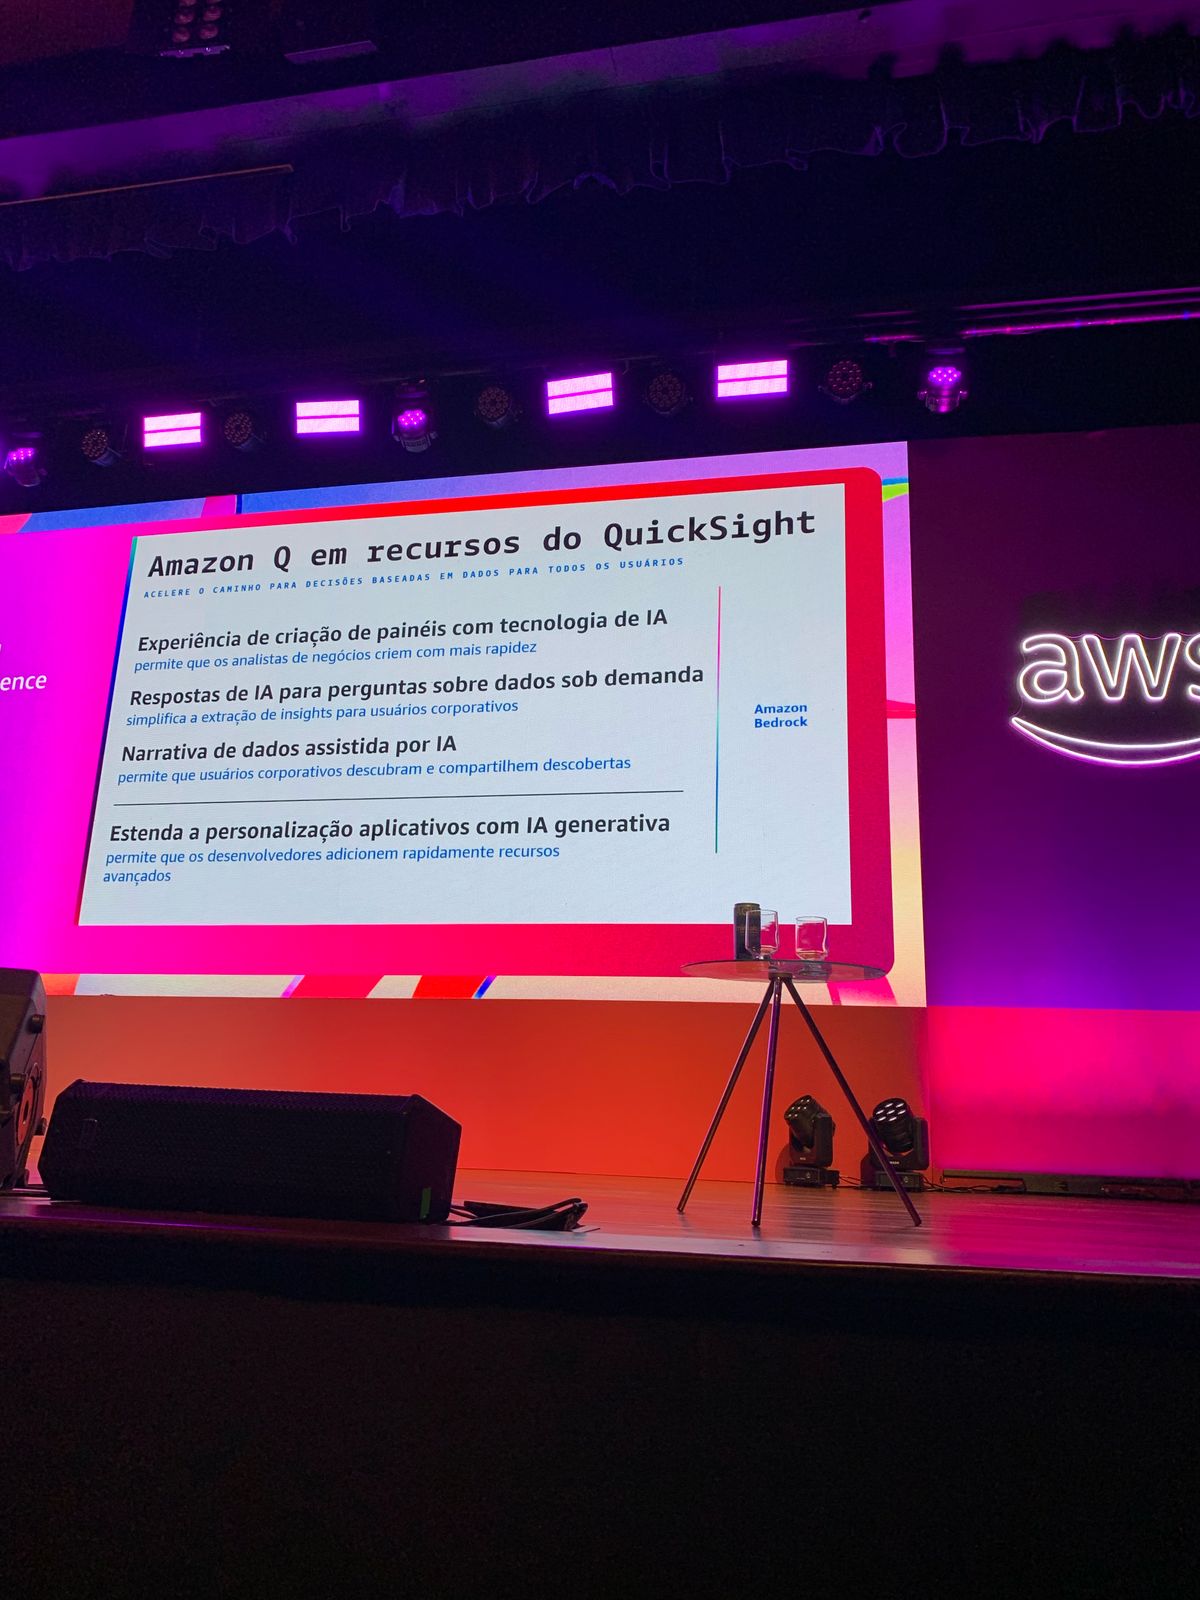 Amazon Q em recursos do QuickSight
ACELERE O CAMINHO PARA DECISÕES BASEADAS EM DADOS PARA TODOS OS USUÁRIOS
Experiência de criação de painéis com tecnologia de IA
permite que os analistas de negócios criem com mais rapidez
Respostas de IA para perguntas sobre dados sob demanda
simplifica a extração de insights para usuários corporativos
Narrativa de dados assistida por IA
permite que usuários corporativos descubram e compartilhem descobertas
Estenda a personalização aplicativos com IA generativa
permite que os desenvolvedores adicionem rapidamente recursos
avançados
Amazon
Bedrock
ence
aws